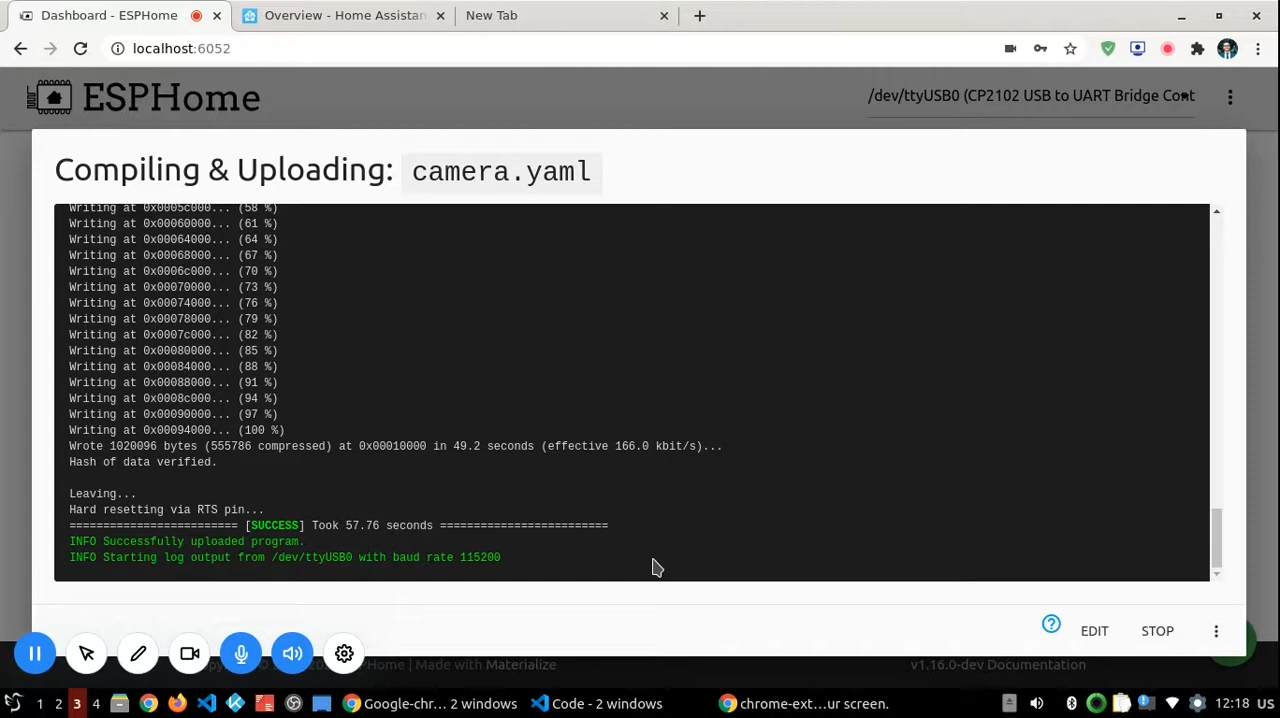 Dashboard - ESPHome
Overview - Home Assistan
New Tab
localhost:6052
ESPHome
/dev/ttyUSB0 (CP2102 USB to UART Bridge Cont
Compiling & Uploading: camera.yaml
Writing at 0x0005c000... (58 %)
Writing at 0x00060000... (61 %)
Writing at 0x00064000... (64 %)
Writing at 0x00068000... (67 %)
Writing at 0x0006c000... (70 %)
Writing at 0x00070000... (73 %)
Writing at 0x00074000... (76 %)
Writing at 0x00078000... (79 %)
Writing at 0x0007c000... (82 %)
Writing at 0x00080000... (85 %)
Writing at 0x00084000... (88 %)
Writing at 0x00088000... (91 %)
Writing at 0x0008c000... (94 %)
Writing at 0x00090000... (97 %)
Writing at 0x00094000... (100 %)
Wrote 1020096 bytes (555786 compressed) at 0x00010000 in 49.2 seconds (effective 166.0 kbit/s)...
Hash of data verified.
Leaving...
Hard resetting via RTS pin...
========================= [SUCCESS] Took 57.76 seconds =========================
INFO Successfully uploaded program.
INFO Starting log output from /dev/ttyUSB0 with baud rate 115200
EDIT
STOP
PHome | Made with Materialize
v1.16.0-dev Documentation
1 2 3 4
Google-chr... 2 windows
Code - 2 windows
chrome-ext...ur screen.
12:18
US